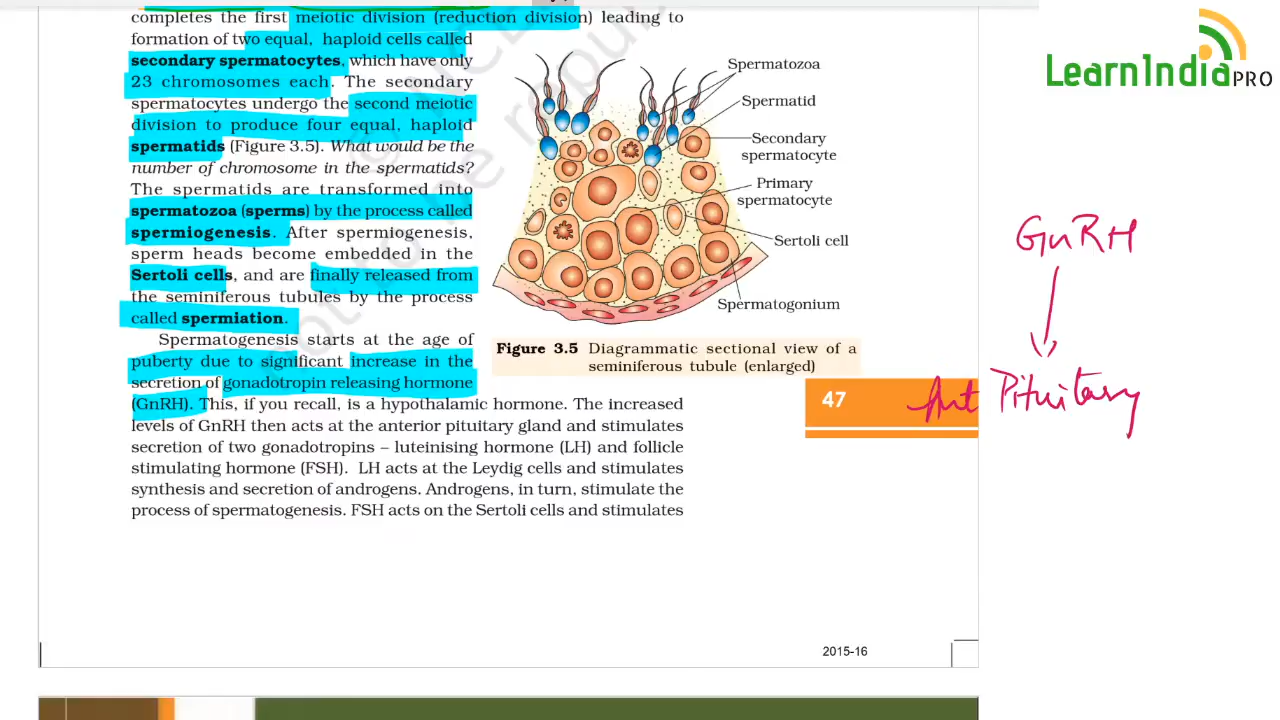 completes the first meiotic division (reduction division) leading to
formation of two equal, haploid cells called
secondary spermatocytes, which have only
23 chromosomes each. The secondary
spermatocytes undergo the second meiotic
division to produce four equal, haploid
spermatids (Figure 3.5). What would be the
number of chromosome in the spermatids?
The spermatids are transformed into
spermatozoa (sperms) by the process called
spermiogenesis. After spermiogenesis,
sperm heads become embedded in the
Sertoli cells, and are finally released from
the seminiferous tubules by the process
called spermiation.
Spermatogenesis starts at the age of
puberty due to significant increase in the
secretion of gonadotropin releasing hormone
(GnRH). This, if you recall, is a hypothalamic hormone. The increased
levels of GnRH then acts at the anterior pituitary gland and stimulates
secretion of two gonadotropins – luteinising hormone (LH) and follicle
stimulating hormone (FSH). LH acts at the Leydig cells and stimulates
synthesis and secretion of androgens. Androgens, in turn, stimulate the
process of spermatogenesis. FSH acts on the Sertoli cells and stimulates
Spermatozoa
Spermatid
Secondary
spermatocyte
Primary
spermatocyte
Sertoli cell
Spermatogonium
Figure 3.5 Diagrammatic sectional view of a
seminiferous tubule (enlarged)
47
2015-16
LearnIndia PRO
GnRH
Ant Pituitary
not to be repu